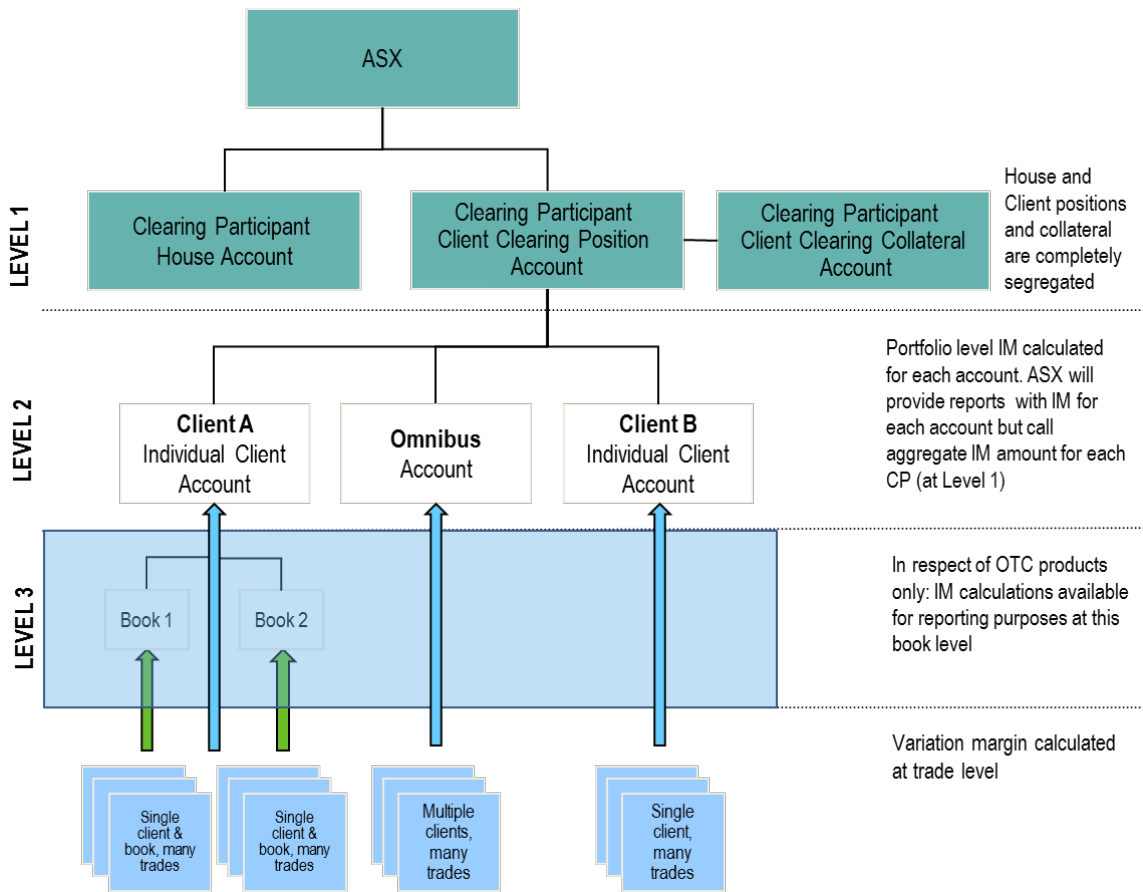 ASX
LEVEL 1
Clearing Participant
House Account
Clearing Participant
Client Clearing Position
Account
Clearing Participant
Client Clearing Collateral
Account
House and
Client positions
and collateral
are completely
segregated
LEVEL 2
Client A
Individual Client
Account
Omnibus
Account
Client B
Individual Client
Account
Portfolio level IM calculated
for each account. ASX will
provide reports with IM for
each account but call
aggregate IM amount for each
CP (at Level 1)
LEVEL 3
Book 1
Book 2
In respect of OTC products
only: IM calculations available
for reporting purposes at this
book level
Single
client &
book, many
trades
Single
client &
book, many
trades
Multiple
clients,
many
trades
Single
client,
many
trades
Variation margin calculated
at trade level